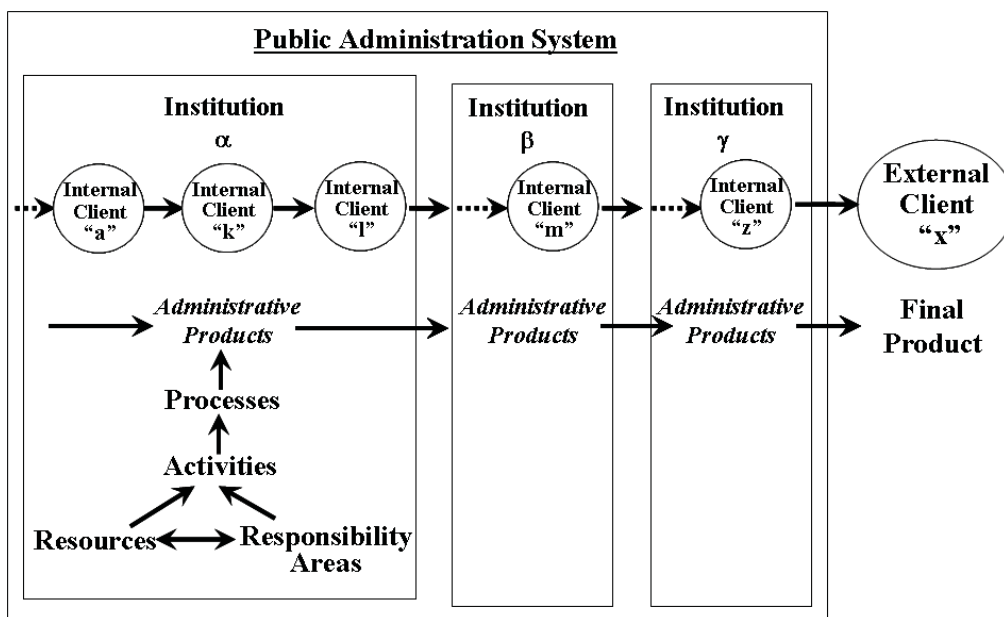 Public Administration System
Institution
α
Institution
β
Institution
γ
Internal
Client
“a”
Internal
Client
“k”
Internal
Client
“l”
Internal
Client
“m”
Internal
Client
“z”
External
Client
“x”
Administrative
Products
Administrative
Products
Administrative
Products
Final
Product
Processes
Activities
Resources
Responsibility
Areas